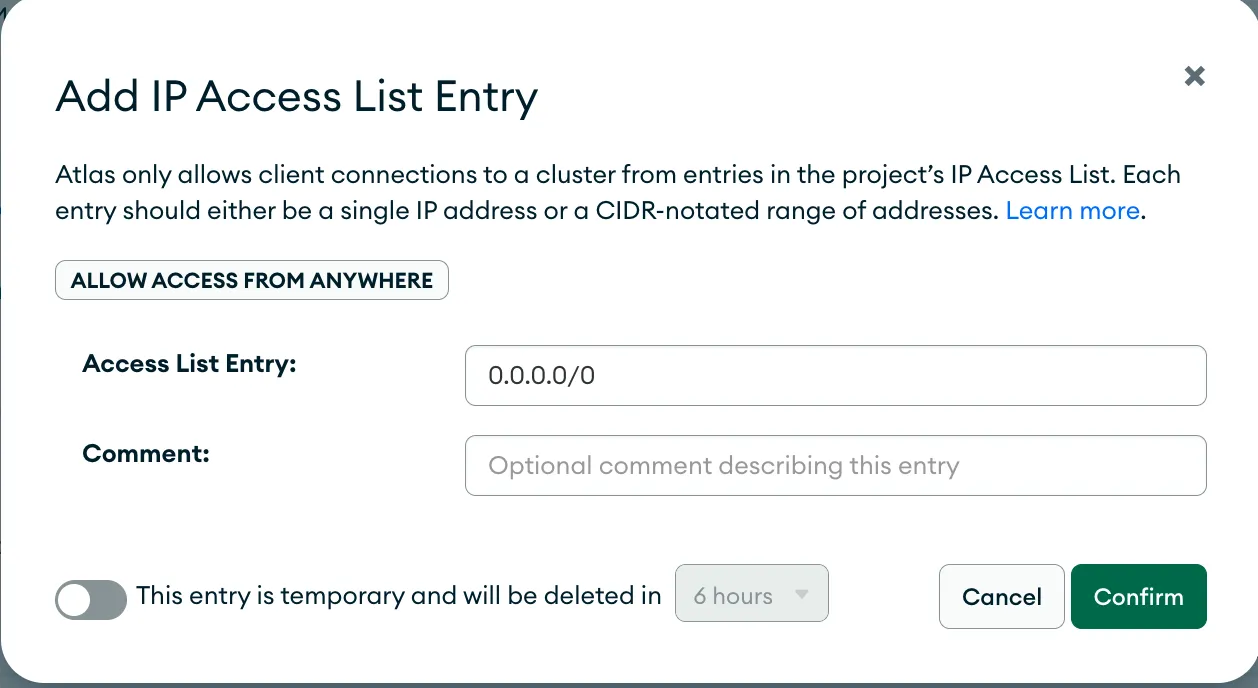 Add IP Access List Entry
Atlas only allows client connections to a cluster from entries in the project’s IP Access List. Each
entry should either be a single IP address or a CIDR-notated range of addresses. Learn more.
ALLOW ACCESS FROM ANYWHERE
Access List Entry:
0.0.0.0/0
Comment:
Optional comment describing this entry
This entry is temporary and will be deleted in
6 hours
Cancel
Confirm